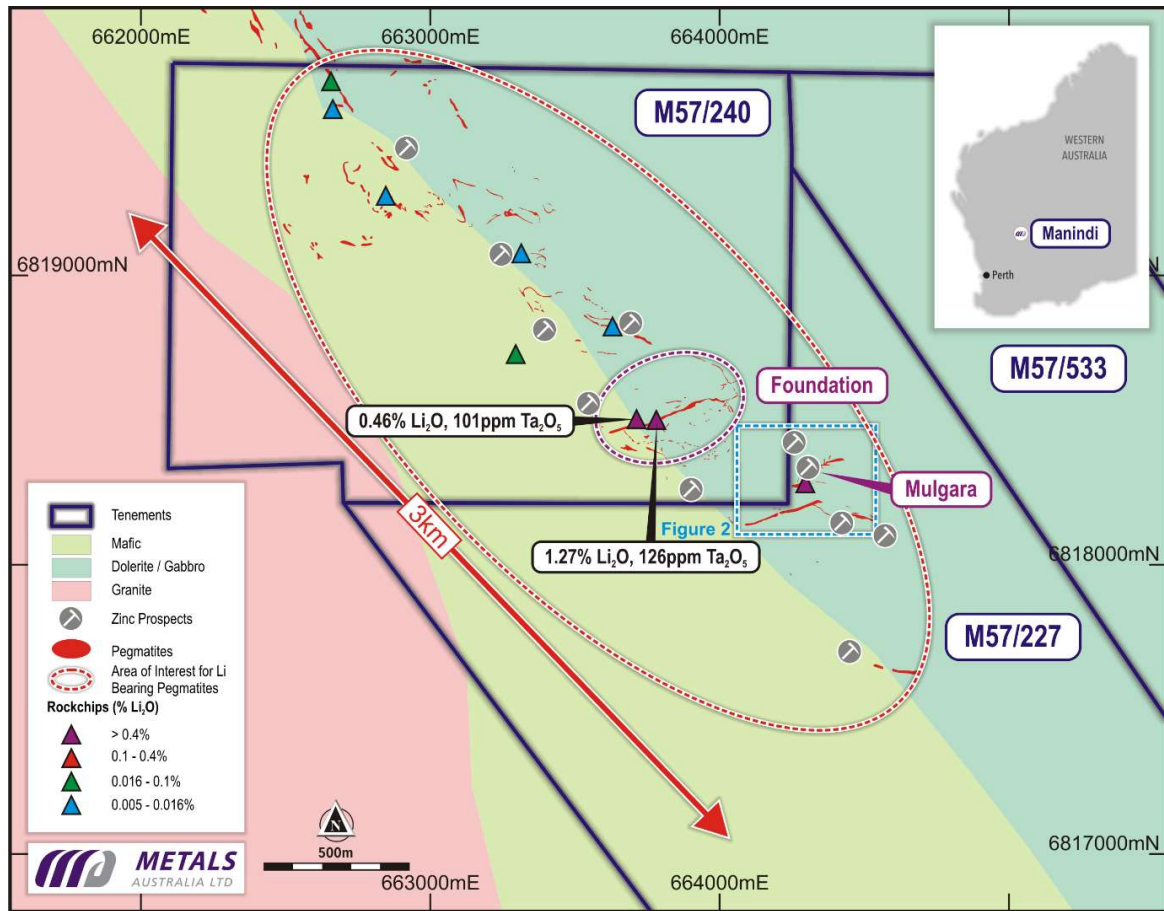 662000mE 663000mE 664000mE
M57/240
WESTERN
AUSTRALIA
Manindi
Perth
6819000mN
N
M57/533
Foundation
0.46% Li₂O, 101ppm Ta₂O₅
Mulgara
Figure 2
1.27% Li₂O, 126ppm Ta₂O₅
6818000mN
3km
M57/227
Tenements
Mafic
Dolerite / Gabbro
Granite
Zinc Prospects
Pegmatites
Area of Interest for Li
Bearing Pegmatites
Rockchips (% Li₂O)
> 0.4%
0.1 - 0.4%
0.016 - 0.1%
0.005 - 0.016%
N
500m
METALS
AUSTRALIA LTD
6817000mN
663000mE 664000mE